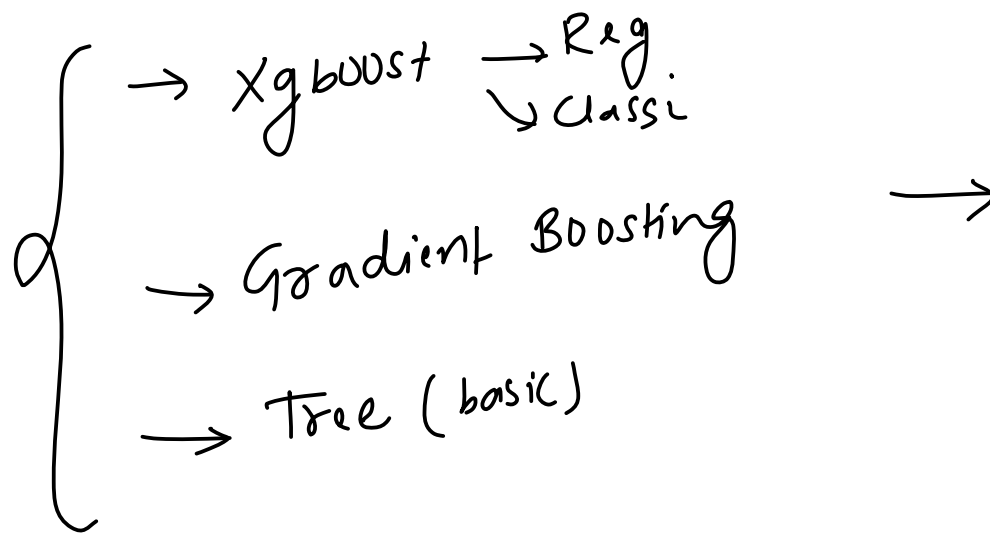 → Xgboost → Reg
↘ Classi
→ Gradient Boosting →
→ Tree (basic)